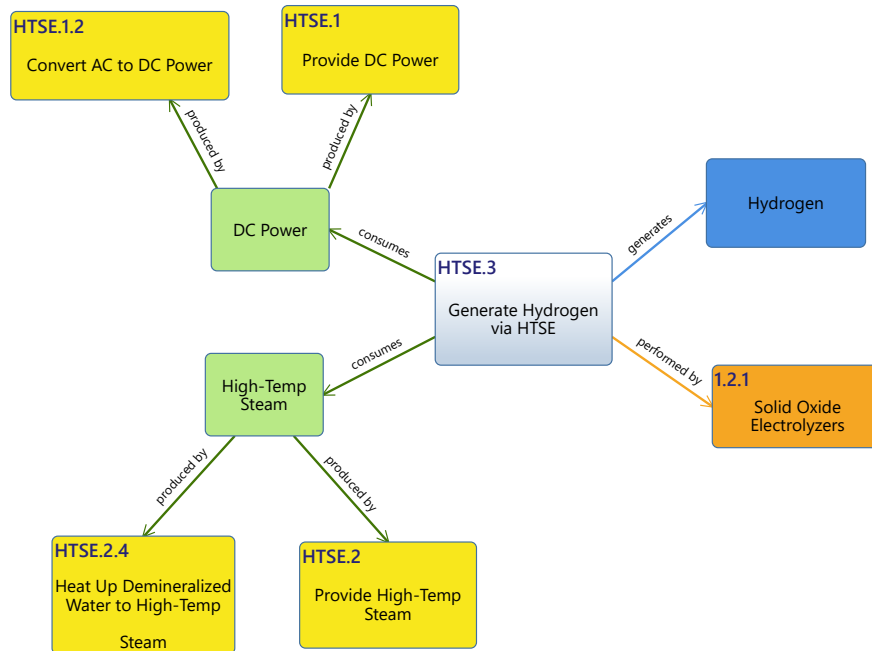 HTSE.1.2
Convert AC to DC Power
HTSE.1
Provide DC Power
produced by
produced by
DC Power
consumes
HTSE.3
Generate Hydrogen
via HTSE
generates
Hydrogen
consumes
performed by
1.2.1
Solid Oxide
Electrolyzers
High-Temp
Steam
produced by
produced by
HTSE.2.4
Heat Up Demineralized
Water to High-Temp
Steam
HTSE.2
Provide High-Temp
Steam